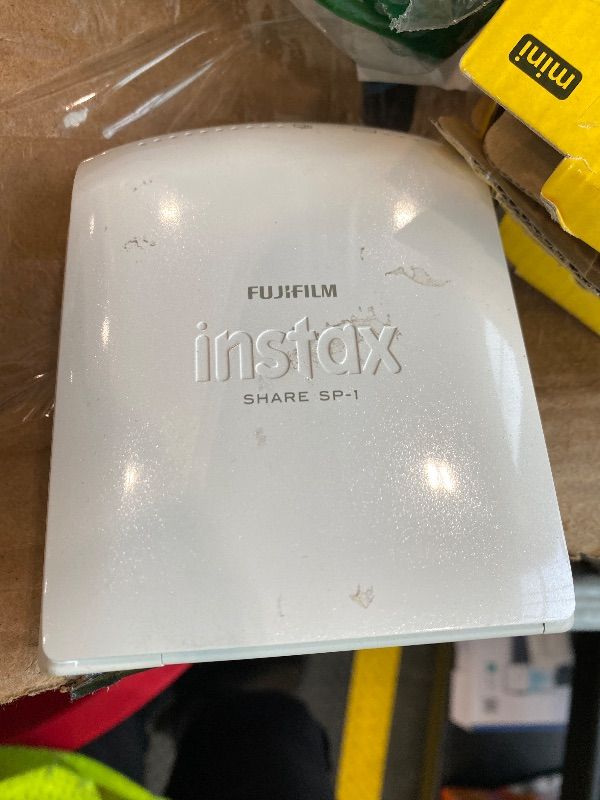 mini
FUJIFILM
instax
SHARE SP-1